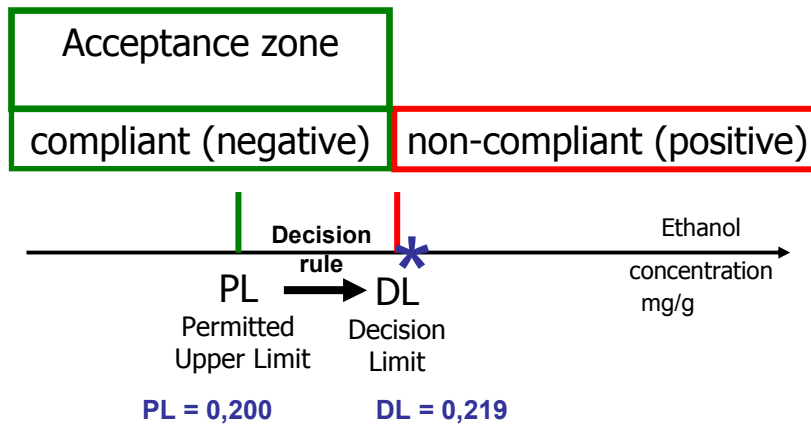 Acceptance zone
compliant (negative)
non-compliant (positive)
Decision
rule
Ethanol
concentration
mg/g
PL
DL
Permitted
Upper Limit
Decision
Limit
PL = 0,200
DL = 0,219
*